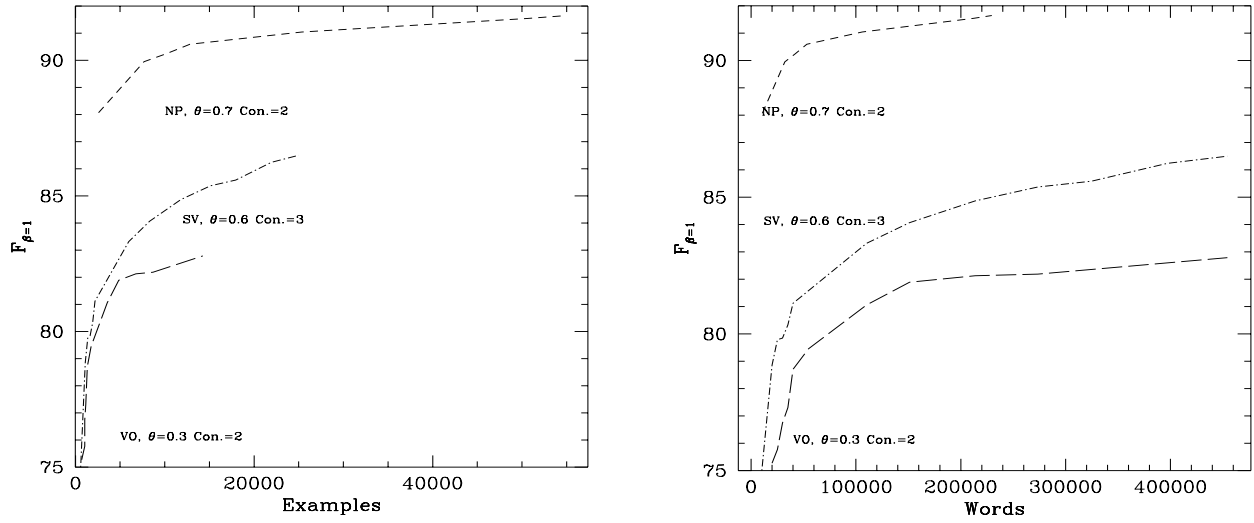 90
85
80
75
F β=1
NP, θ=0.7 Con.=2
SV, θ=0.6 Con.=3
VO, θ=0.3 Con.=2
0 20000 40000
Examples
90
85
80
75
F β=1
NP, θ=0.7 Con.=2
SV, θ=0.6 Con.=3
VO, θ=0.3 Con.=2
0 100000 200000 300000 400000
Words